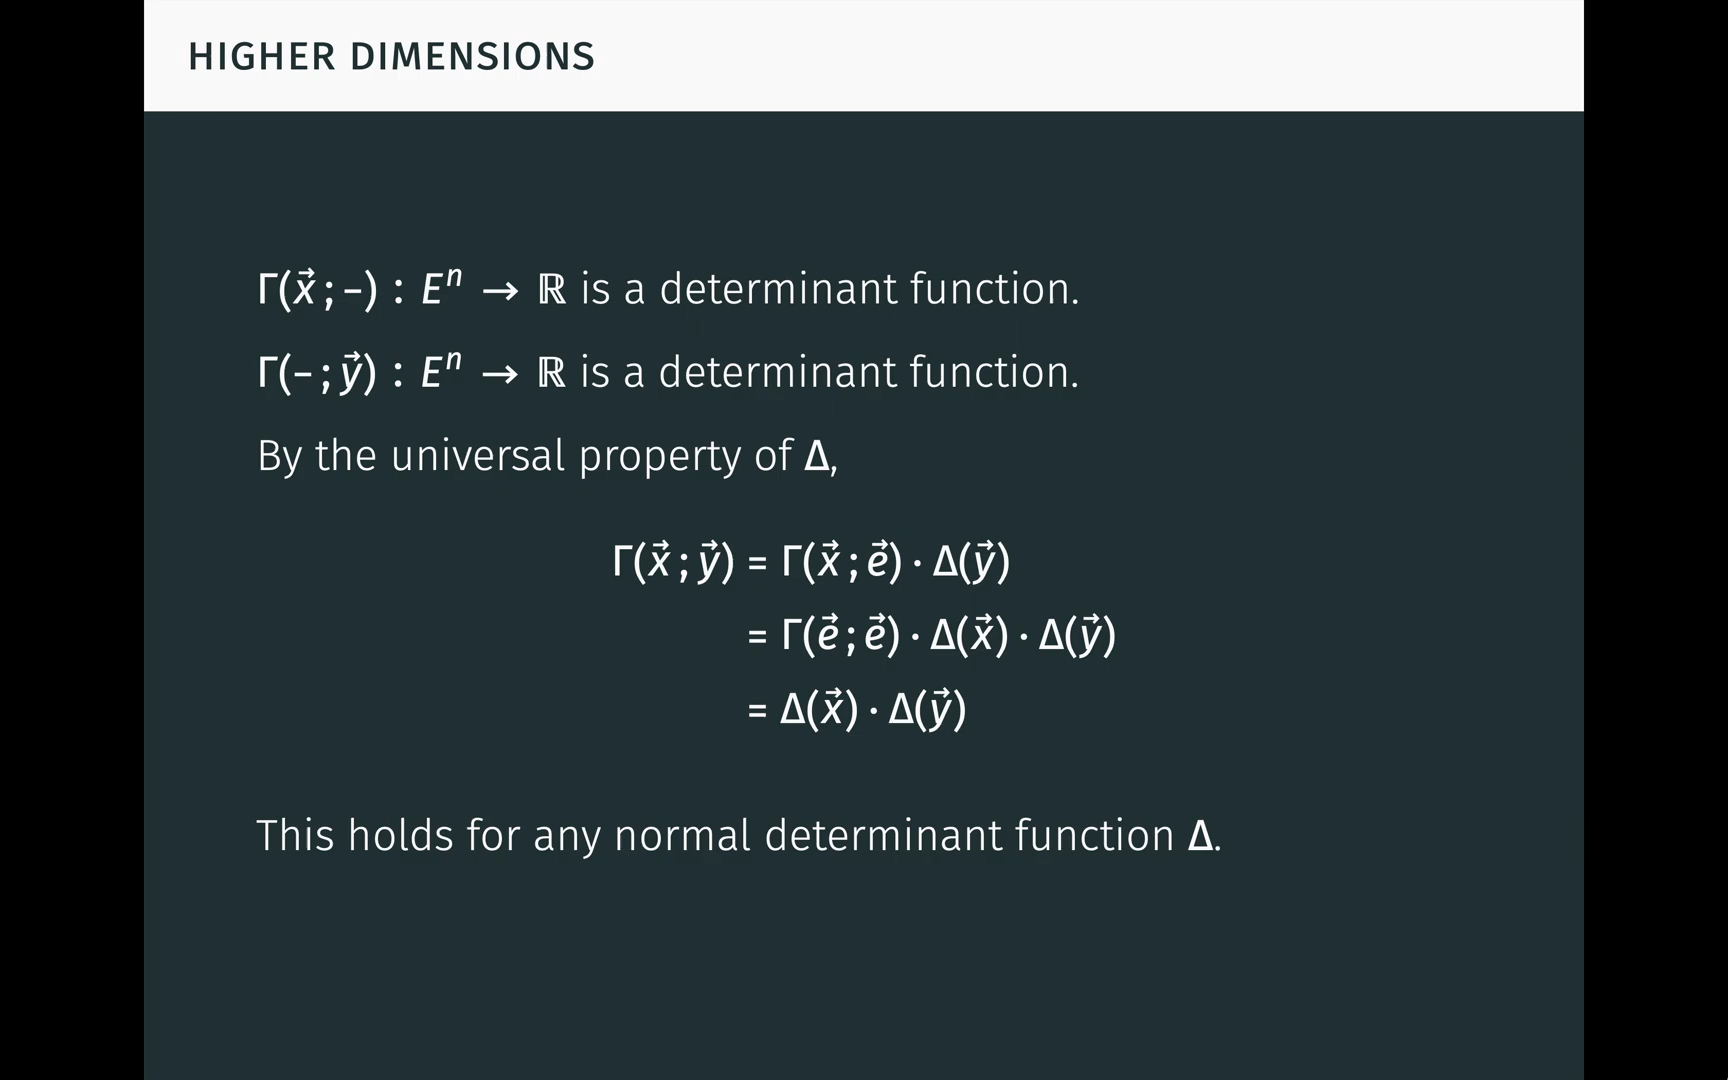 HIGHER DIMENSIONS
Γ(x⃗ ; –) : Eⁿ → ℝ is a determinant function.
Γ(– ; y⃗) : Eⁿ → ℝ is a determinant function.
By the universal property of Δ,
Γ(x⃗ ; y⃗) = Γ(x⃗ ; e⃗) · Δ(y⃗)
= Γ(e⃗ ; e⃗) · Δ(x⃗) · Δ(y⃗)
= Δ(x⃗) · Δ(y⃗)
This holds for any normal determinant function Δ.